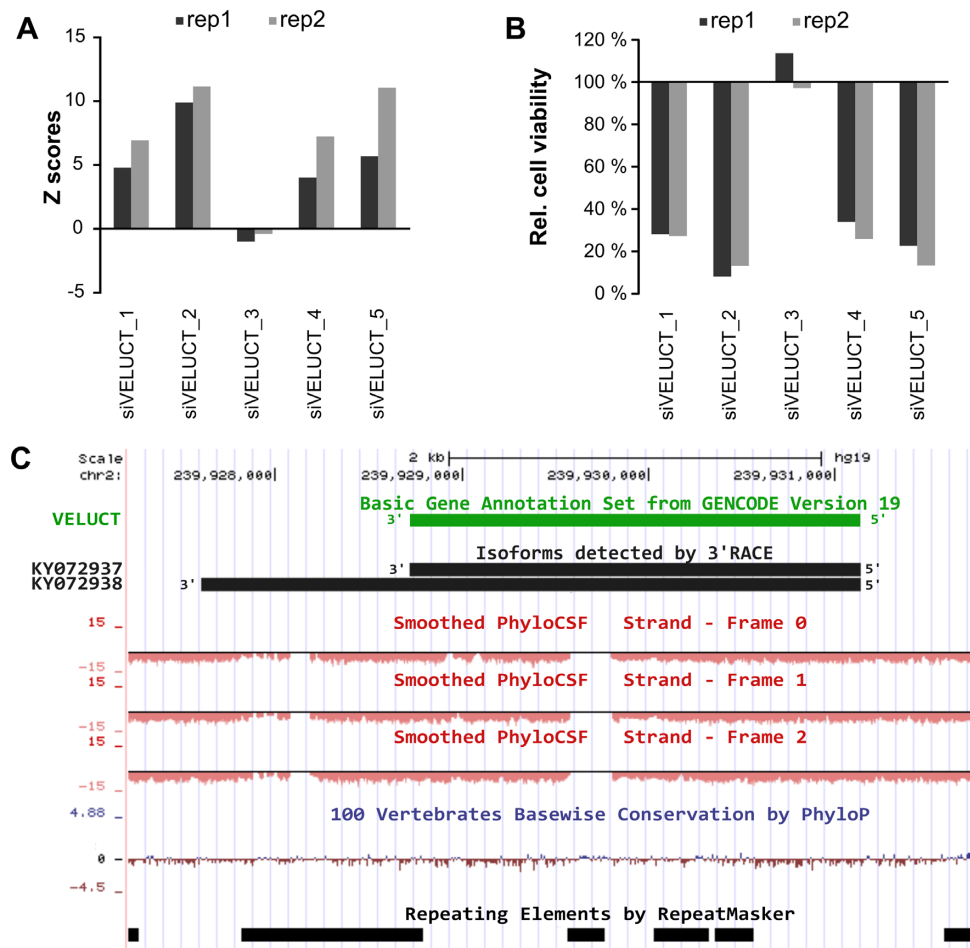 A
rep1 rep2
15
10
5
0
-5
Z scores
siVELUCT_1
siVELUCT_2
siVELUCT_3
siVELUCT_4
siVELUCT_5
B
rep1 rep2
120 %
100 %
80 %
60 %
40 %
20 %
0 %
Rel. cell viability
siVELUCT_1
siVELUCT_2
siVELUCT_3
siVELUCT_4
siVELUCT_5
C
Scale 2 kb hg19
chr2: 239,928,000 239,929,000 239,930,000 239,931,000
Basic Gene Annotation Set from GENCODE Version 19
VELUCT 3' 5'
Isoforms detected by 3'RACE
KY072937 3' 5'
KY072938 3' 5'
15 _ Smoothed PhyloCSF Strand - Frame 0
-15 _
15 _ Smoothed PhyloCSF Strand - Frame 1
-15 _
15 _ Smoothed PhyloCSF Strand - Frame 2
-15 _
4.88 _ 100 Vertebrates Basewise Conservation by PhyloP
0 -
-4.5 _
Repeating Elements by RepeatMasker